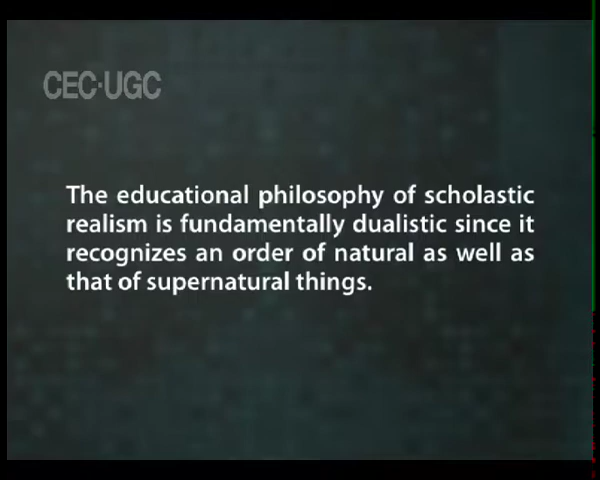 CEC·UGC
The educational philosophy of scholastic
realism is fundamentally dualistic since it
recognizes an order of natural as well as
that of supernatural things.